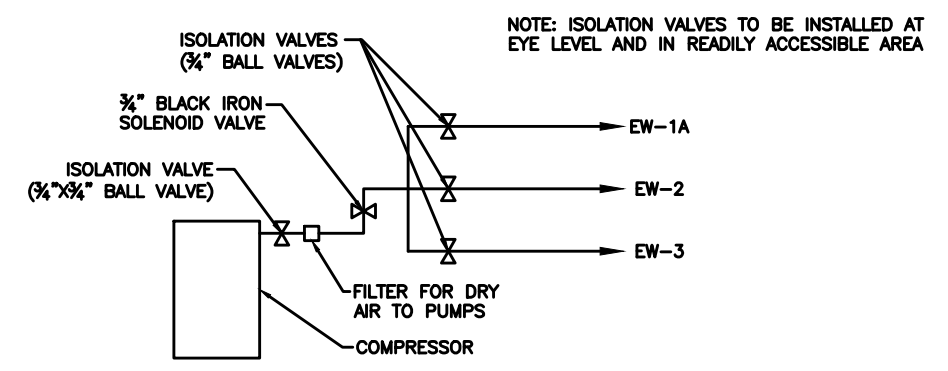 NOTE: ISOLATION VALVES TO BE INSTALLED AT
EYE LEVEL AND IN READILY ACCESSIBLE AREA
ISOLATION VALVES
(¾" BALL VALVES)
¾" BLACK IRON
SOLENOID VALVE
ISOLATION VALVE
(¾"X¾" BALL VALVE)
EW-1A
EW-2
EW-3
FILTER FOR DRY
AIR TO PUMPS
COMPRESSOR